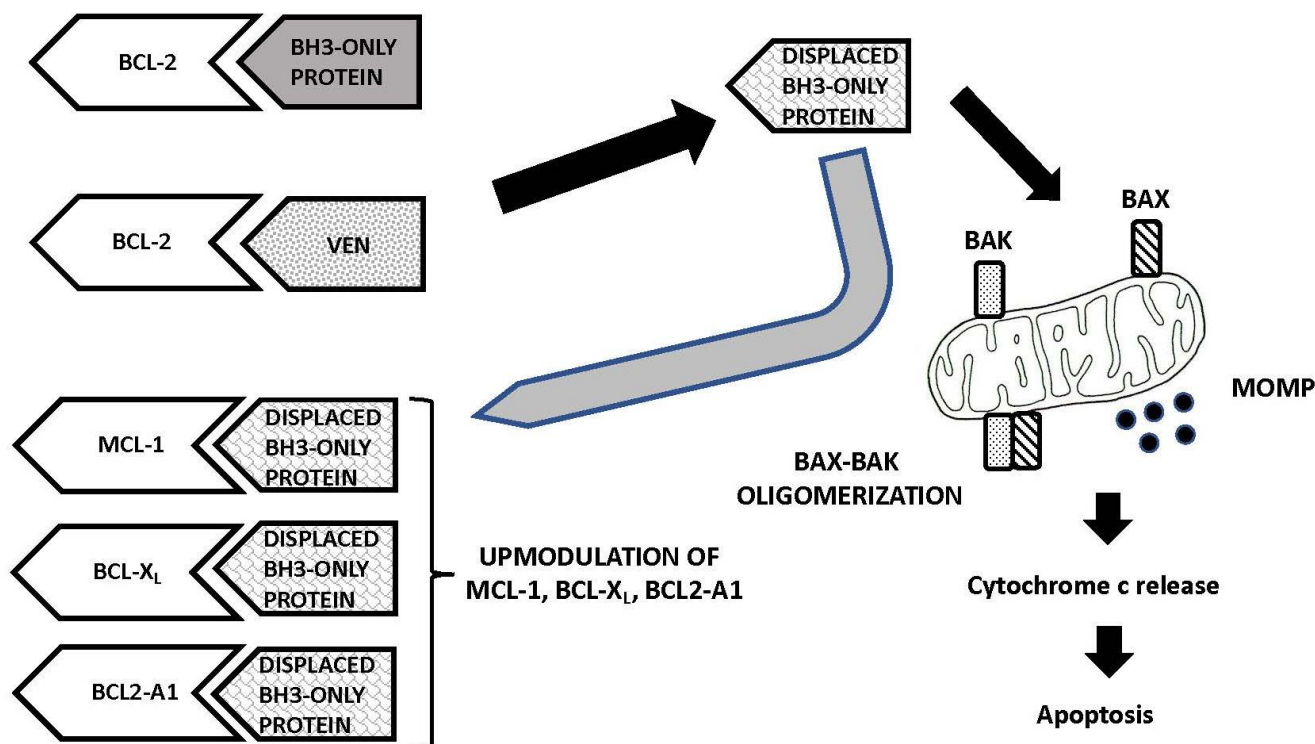 BCL-2
BH3-ONLY
PROTEIN
DISPLACED
BH3-ONLY
PROTEIN
BCL-2
VEN
BAX
BAK
MOMP
BAX-BAK
OLIGOMERIZATION
MCL-1
DISPLACED
BH3-ONLY
PROTEIN
BCL-XL
DISPLACED
BH3-ONLY
PROTEIN
BCL2-A1
DISPLACED
BH3-ONLY
PROTEIN
UPMODULATION OF
MCL-1, BCL-XL, BCL2-A1
Cytochrome c release
Apoptosis